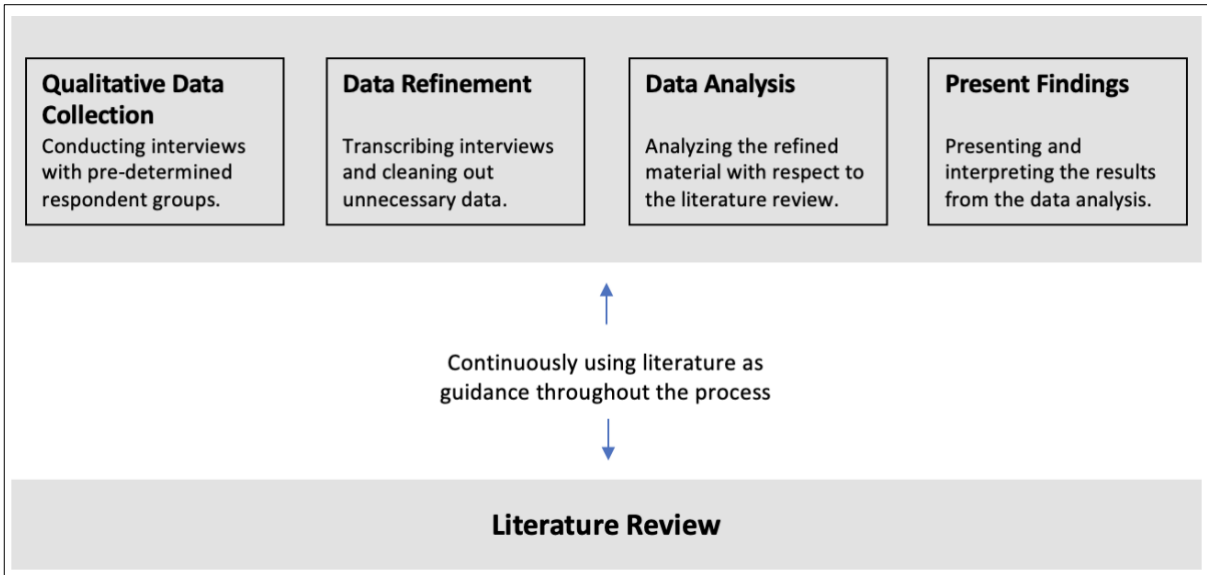 Qualitative Data
Collection
Conducting interviews
with pre-determined
respondent groups.
Data Refinement
Transcribing interviews
and cleaning out
unnecessary data.
Data Analysis
Analyzing the refined
material with respect to
the literature review.
Present Findings
Presenting and
interpreting the results
from the data analysis.
Continuously using literature as
guidance throughout the process
Literature Review